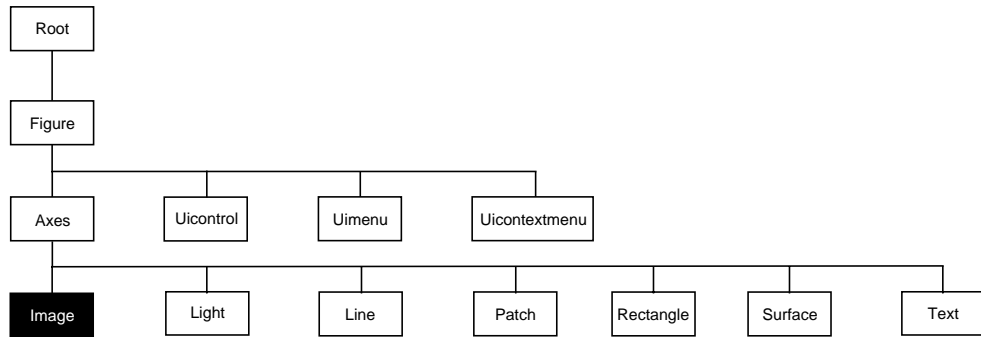 Root
Figure
Axes
Uicontrol
Uimenu
Uicontextmenu
Image
Light
Line
Patch
Rectangle
Surface
Text